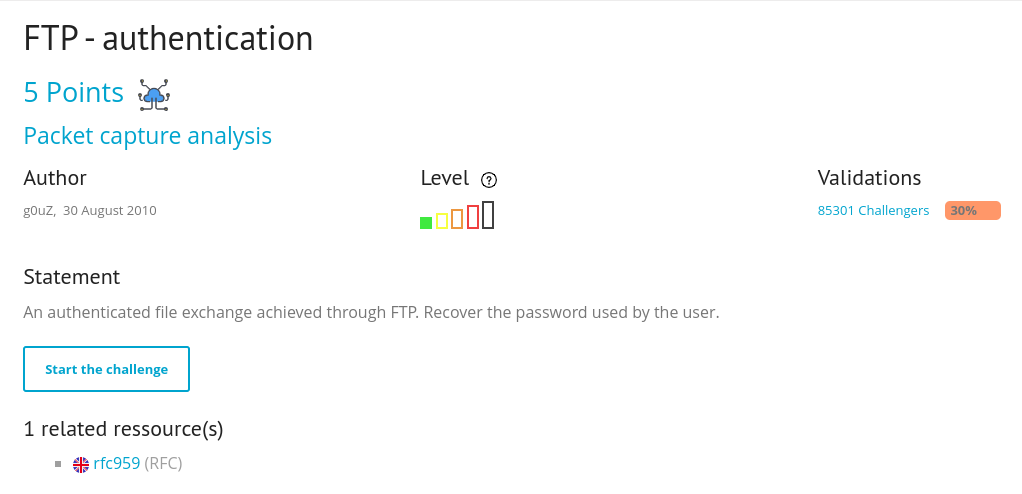 FTP - authentication
5 Points
Packet capture analysis
Author
Level ?
Validations
g0uZ, 30 August 2010
85301 Challengers 30%
Statement
An authenticated file exchange achieved through FTP. Recover the password used by the user.
Start the challenge
1 related ressource(s)
rfc959 (RFC)